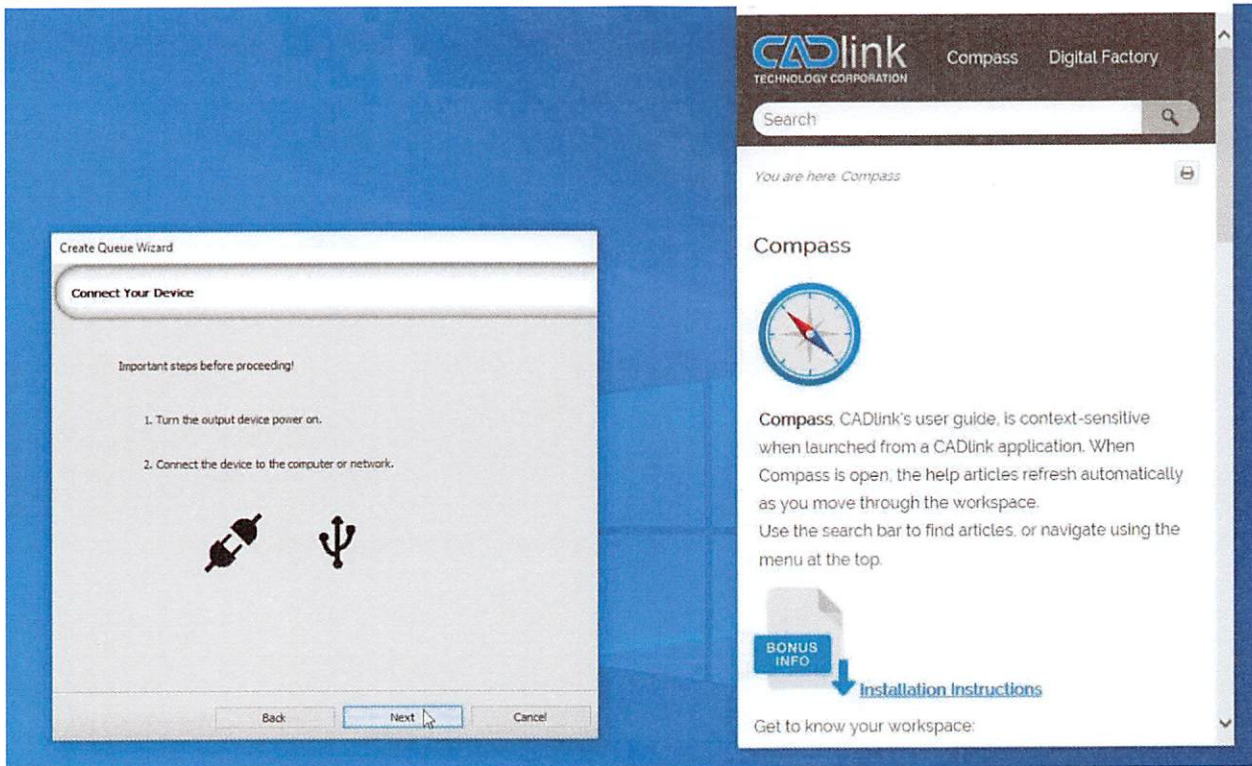 Create Queue Wizard
Connect Your Device
Important steps before proceeding!
1. Turn the output device power on.
2. Connect the device to the computer or network.
Back
Next
Cancel
CADlink
TECHNOLOGY CORPORATION
Compass
Digital Factory
Search
You are here: Compass
Compass
Compass, CADlink's user guide, is context-sensitive
when launched from a CADlink application. When
Compass is open, the help articles refresh automatically
as you move through the workspace.
Use the search bar to find articles, or navigate using the
menu at the top.
BONUS
INFO
Installation Instructions
Get to know your workspace: